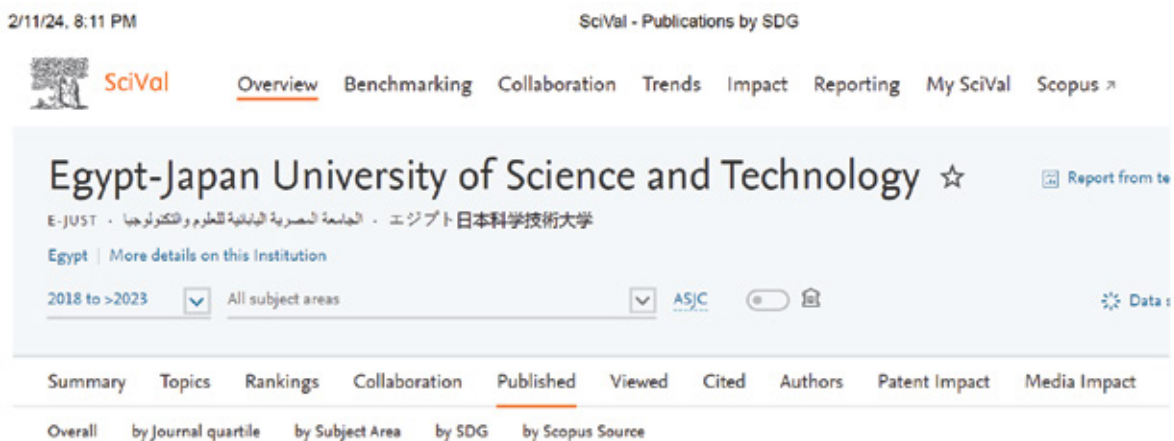 2/11/24, 8:11 PM SciVal - Publications by SDG
SciVal Overview Benchmarking Collaboration Trends Impact Reporting My SciVal Scopus ↗
Egypt-Japan University of Science and Technology ☆ Report from te
E-JUST · الجامعة المصرية اليابانية للعلوم والتكنولوجيا · エジプト日本科学技術大学
Egypt | More details on this Institution
2018 to >2023 All subject areas ASJC Data s
Summary Topics Rankings Collaboration Published Viewed Cited Authors Patent Impact Media Impact
Overall by Journal quartile by Subject Area by SDG by Scopus Source